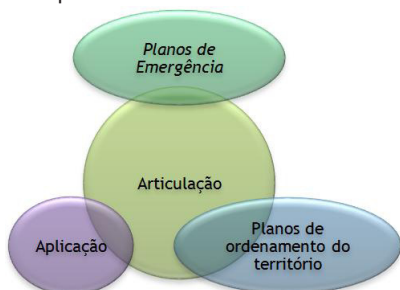 Planos de
Emergência
Articulação
Aplicação
Planos de
ordenamento do
território